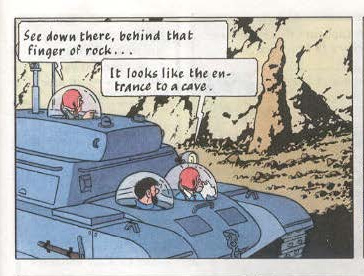 See down there, behind that
finger of rock...
It looks like the en-
trance to a cave.